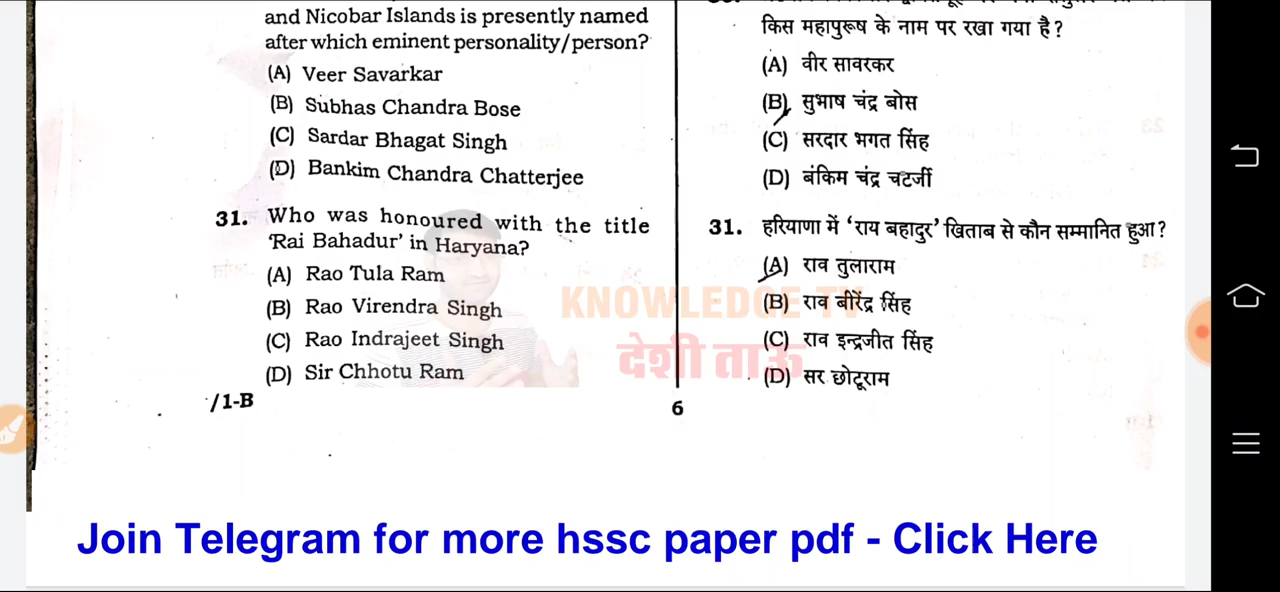 and Nicobar Islands is presently named
after which eminent personality/person?
(A) Veer Savarkar
(B) Subhas Chandra Bose
(C) Sardar Bhagat Singh
(D) Bankim Chandra Chatterjee
31. Who was honoured with the title
'Rai Bahadur' in Haryana?
(A) Rao Tula Ram
(B) Rao Virendra Singh
(C) Rao Indrajeet Singh
(D) Sir Chhotu Ram
/1-B
किस महापुरूष के नाम पर रखा गया है?
(A) वीर सावरकर
(B) सुभाष चंद्र बोस
(C) सरदार भगत सिंह
(D) बंकिम चंद्र चटर्जी
31. हरियाणा में ‘राय बहादुर’ खिताब से कौन सम्मानित हुआ?
(A) राव तुलाराम
(B) राव बीरेंद्र सिंह
(C) राव इन्द्रजीत सिंह
(D) सर छोटूराम
KNOWLEDGE TV
देशी ताऊ
6
Join Telegram for more hssc paper pdf - Click Here